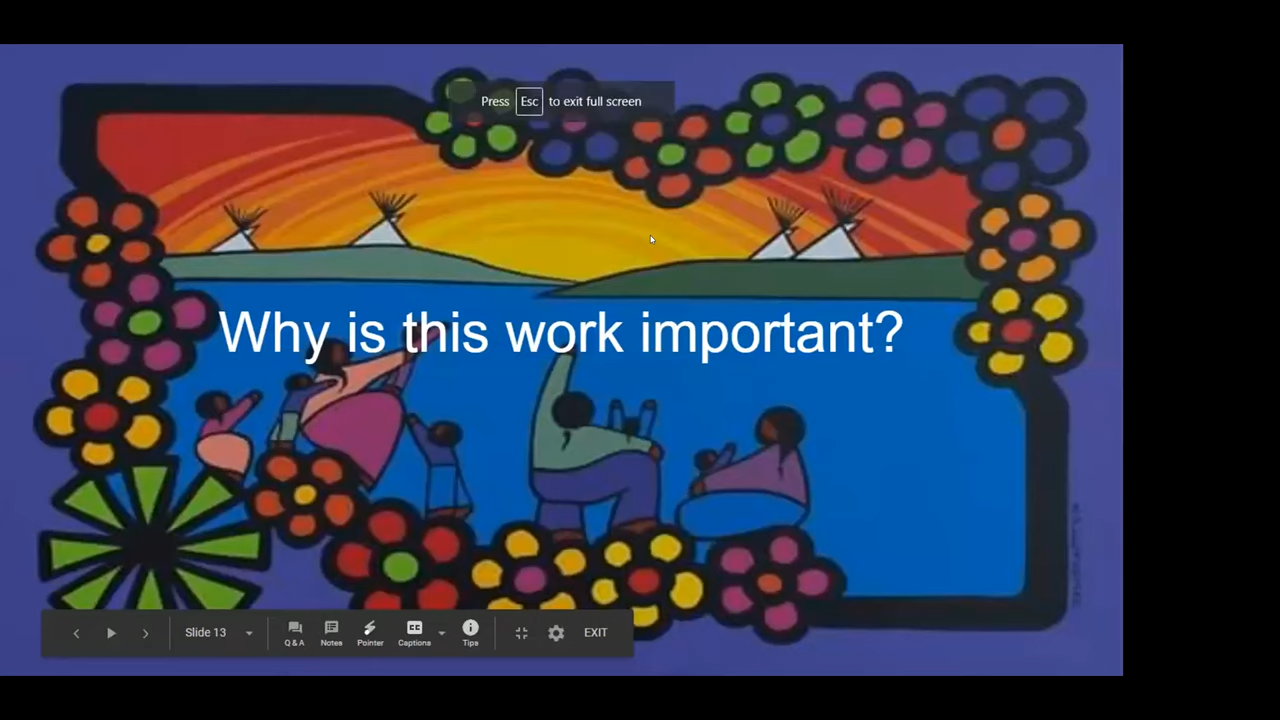 Press Esc to exit full screen
Why is this work important?
Slide 13
Q & A
Notes
Pointer
Captions
Tips
EXIT